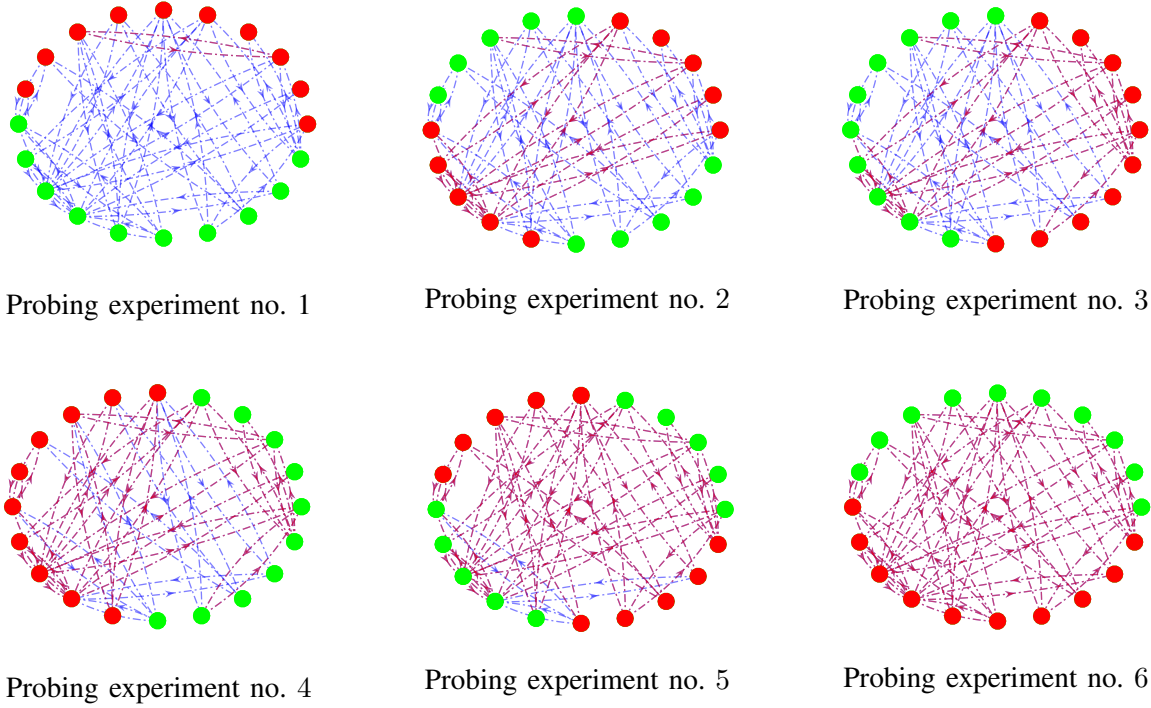 Probing experiment no. 1
Probing experiment no. 2
Probing experiment no. 3
Probing experiment no. 4
Probing experiment no. 5
Probing experiment no. 6